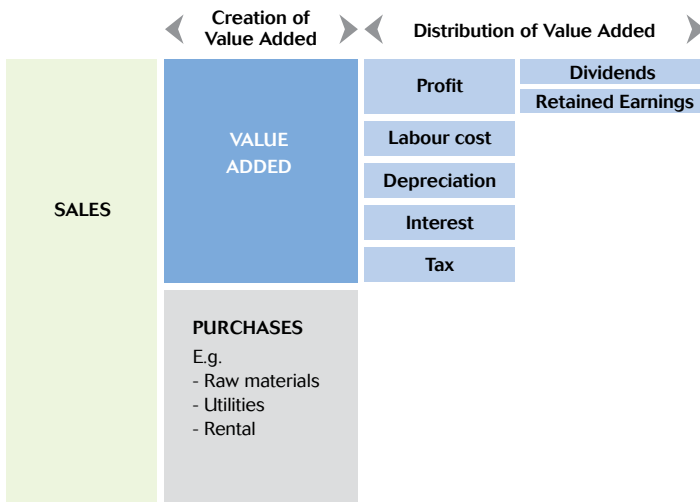 Creation of
Value Added
Distribution of Value Added
SALES
VALUE
ADDED
Profit
Dividends
Retained Earnings
Labour cost
Depreciation
Interest
Tax
PURCHASES
E.g.
- Raw materials
- Utilities
- Rental